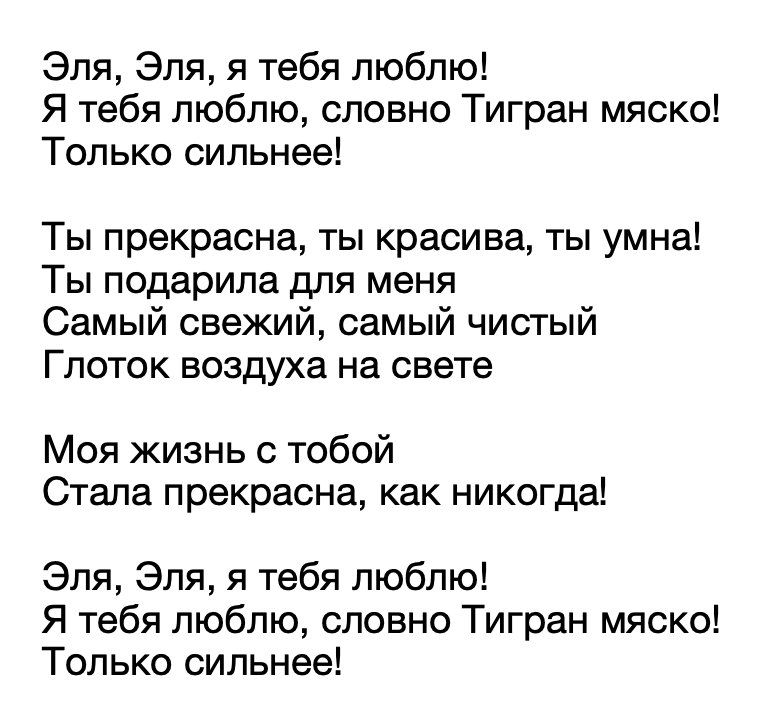 Эля, Эля, я тебя люблю!
Я тебя люблю, словно Тигран мяско!
Только сильнее!

Ты прекрасна, ты красива, ты умна!
Ты подарила для меня
Самый свежий, самый чистый
Глоток воздуха на свете

Моя жизнь с тобой
Стала прекрасна, как никогда!

Эля, Эля, я тебя люблю!
Я тебя люблю, словно Тигран мяско!
Только сильнее!